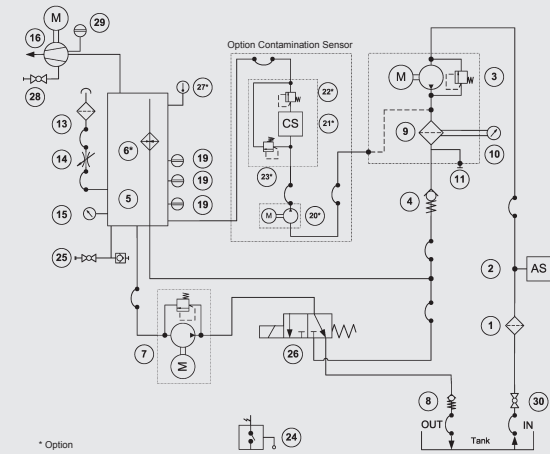 M
29
16
28
Option Contamination Sensor
M
3
27*
22*
13
6*
CS
21*
9
10
14
19
19
19
23*
11
5
4
15
M
20*
25
2
AS
1
7
M
26
8
30
OUT
IN
Tank
24
* Option